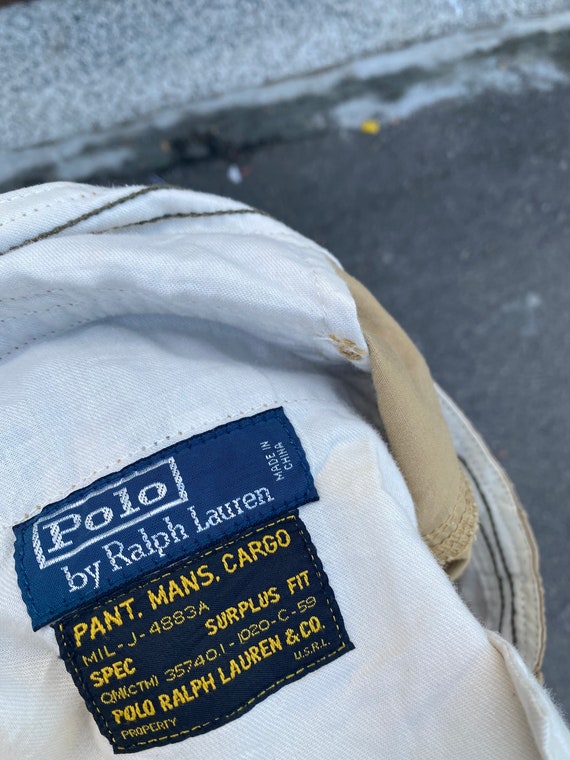 Polo
by Ralph Lauren
MADE IN
CHINA
PANT, MANS, CARGO
MIL-J-4883A
SURPLUS FIT
SPEC
QMKCTM) 35740.1-1020-C-59
POLO RALPH LAUREN & CO.
PROPERTY
U.S.R.L.